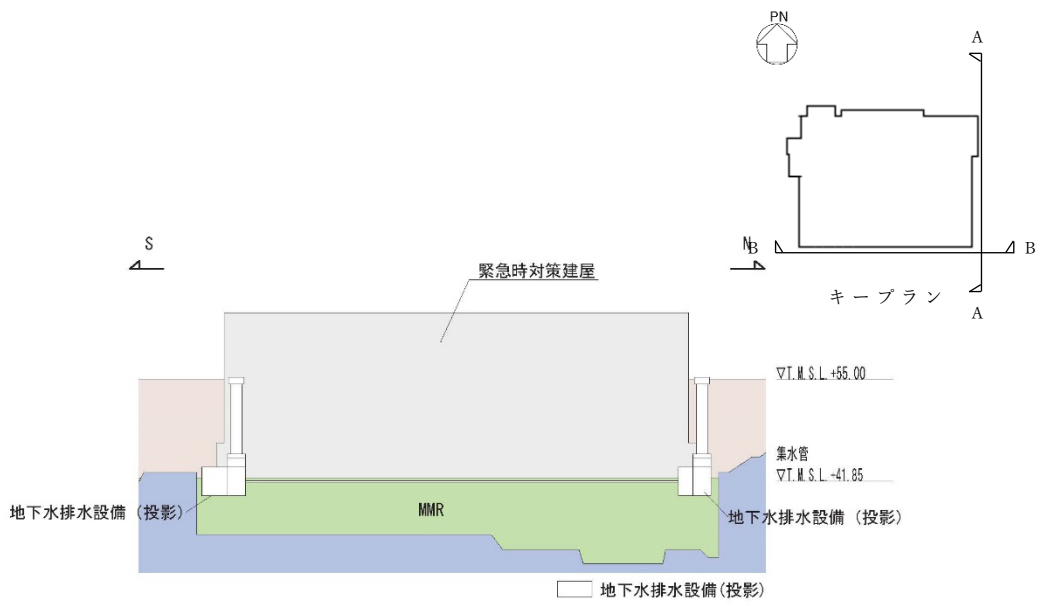 PN
A
B
B
キープラン
A
S
N
緊急時対策建屋
▽T.M.S.L.+55.00
集水管
▽T.M.S.L.+41.85
地下水排水設備（投影）
MMR
地下水排水設備（投影）
地下水排水設備(投影)